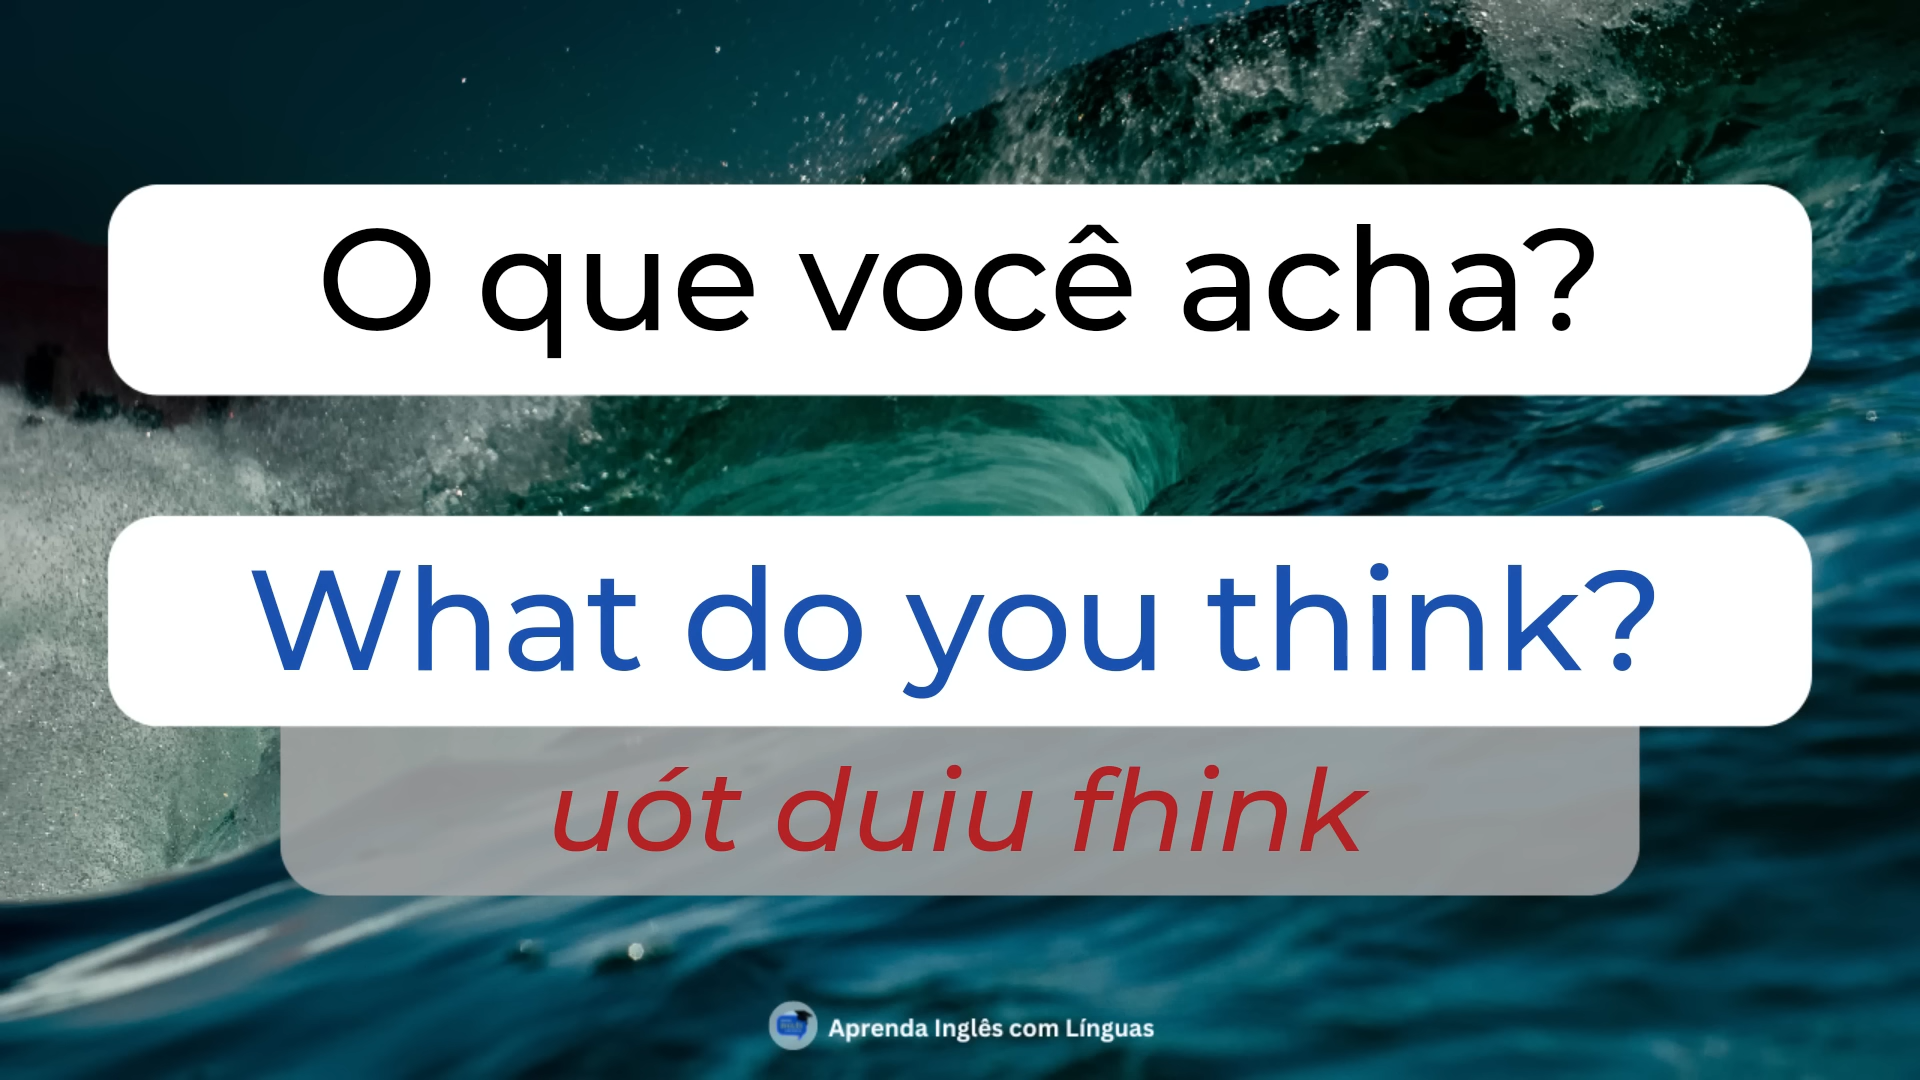 O que você acha?
What do you think?
uót duiu fhink
Aprenda Inglês com Línguas